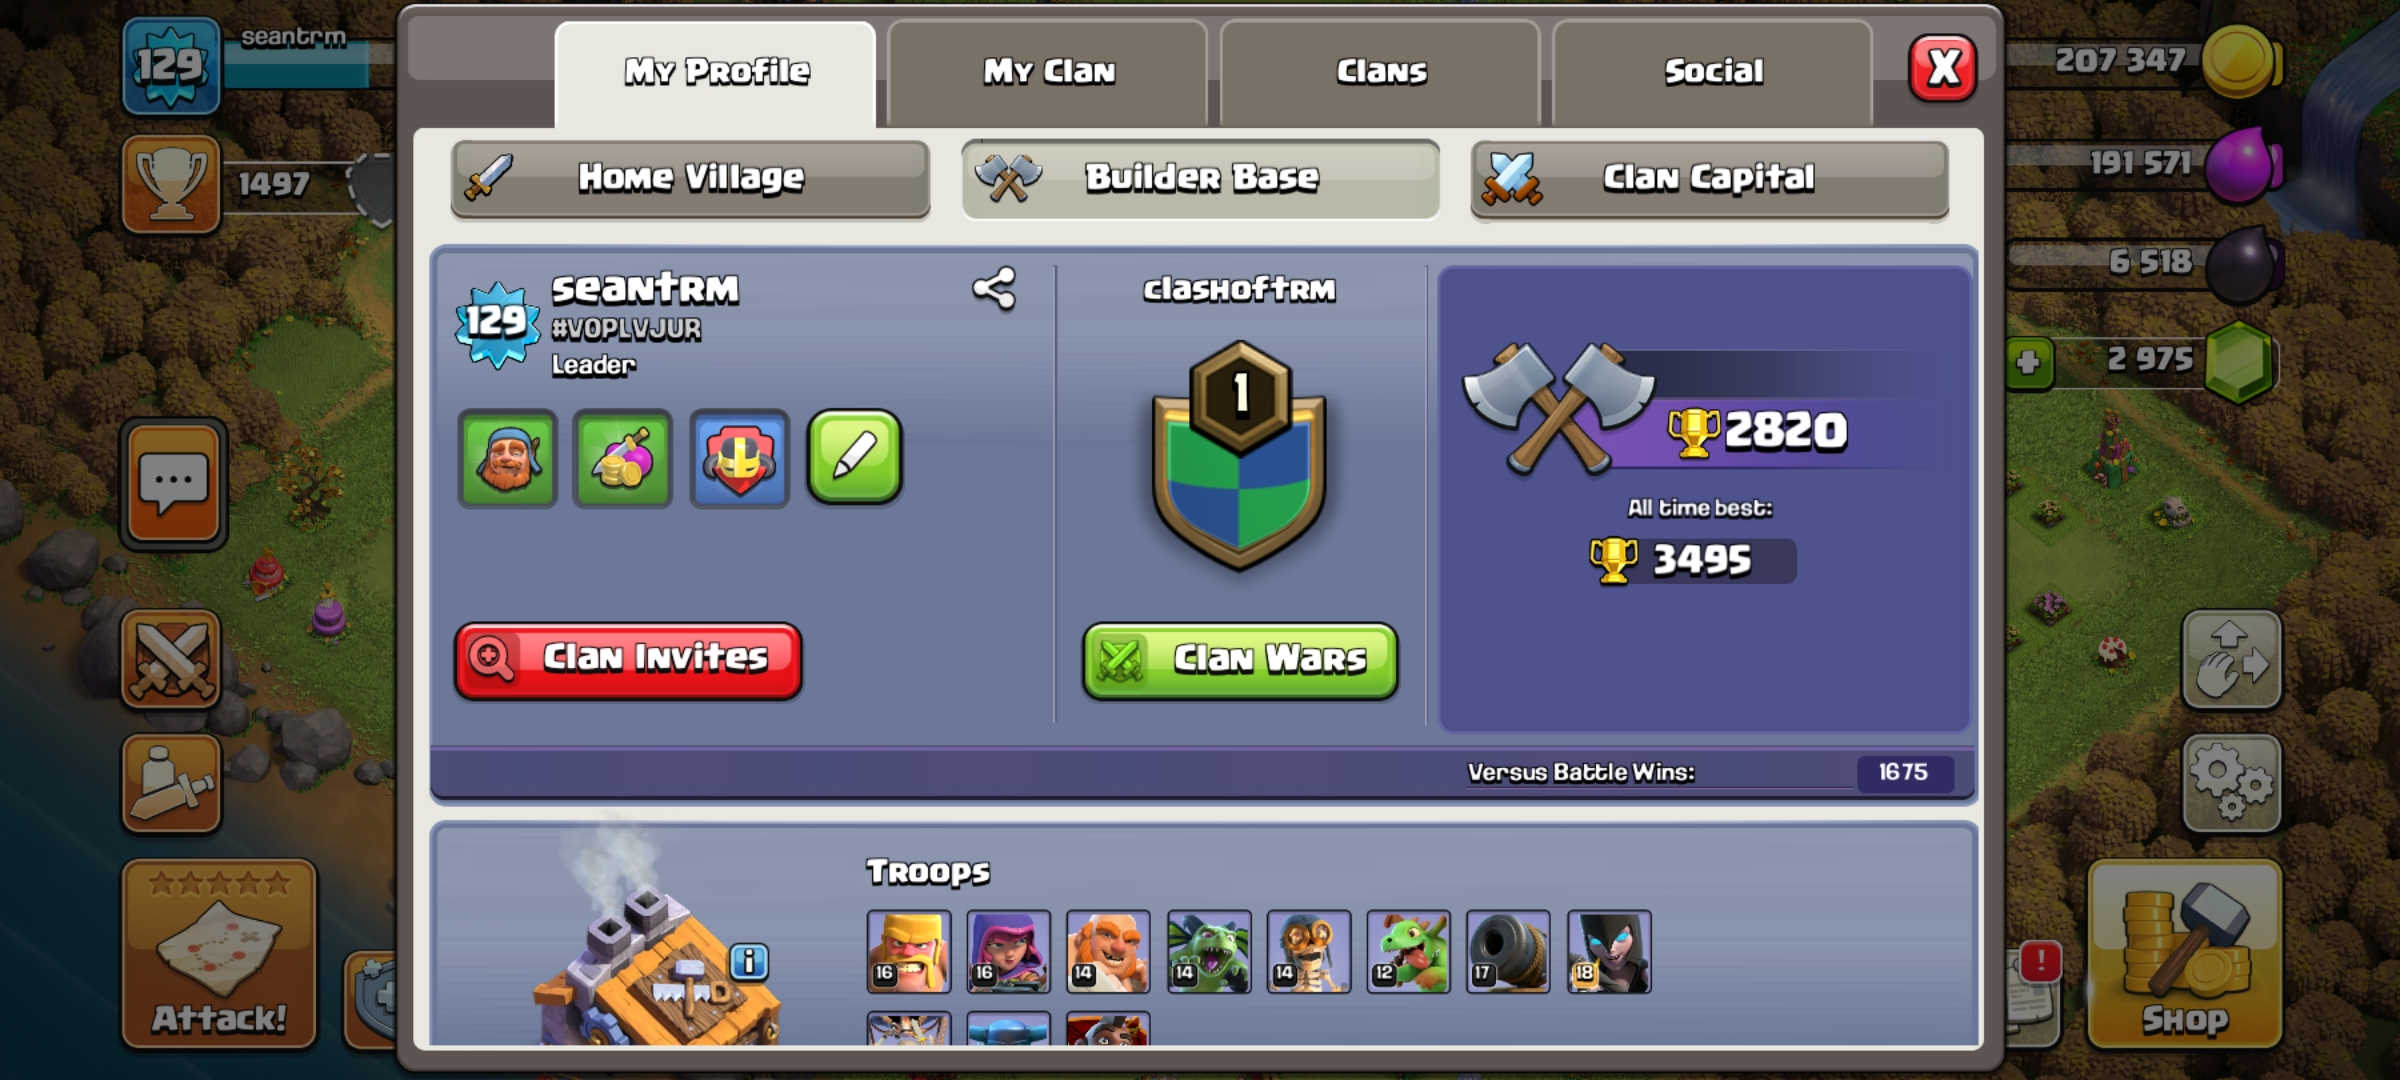 129
seantrm
My Profile
My Clan
Clans
Social
X
207 347
1497
Home Village
Builder Base
Clan Capital
191 571
6 518
2 975
129
seantrm
#V0PLVJUR
Leader
clashoftrm
1
2820
All time best:
3495
Clan Invites
Clan Wars
Versus Battle Wins:
1675
Troops
16
16
14
14
14
12
17
18
i
!
Attack!
Shop